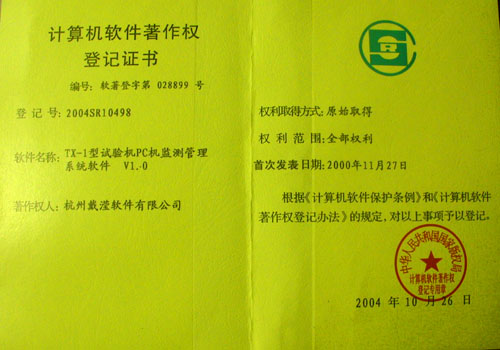 计算机软件著作权
登记证书
编号：软著登字第 028899 号
登 记 号：2004SR10498
软件名称：TX-1型试验机PC机监测管理
系统软件 V1.0
著作权人：杭州戴滢软件有限公司
权利取得方式：原始取得
权 利 范 围：全部权利
首次发表日期：2000年11月27日
根据《计算机软件保护条例》和《计算机软件
著作权登记办法》的规定，对以上事项予以登记。
中华人民共和国国家版权局
计算机软件著作权
登记专用章
2004 年 10 月 26 日